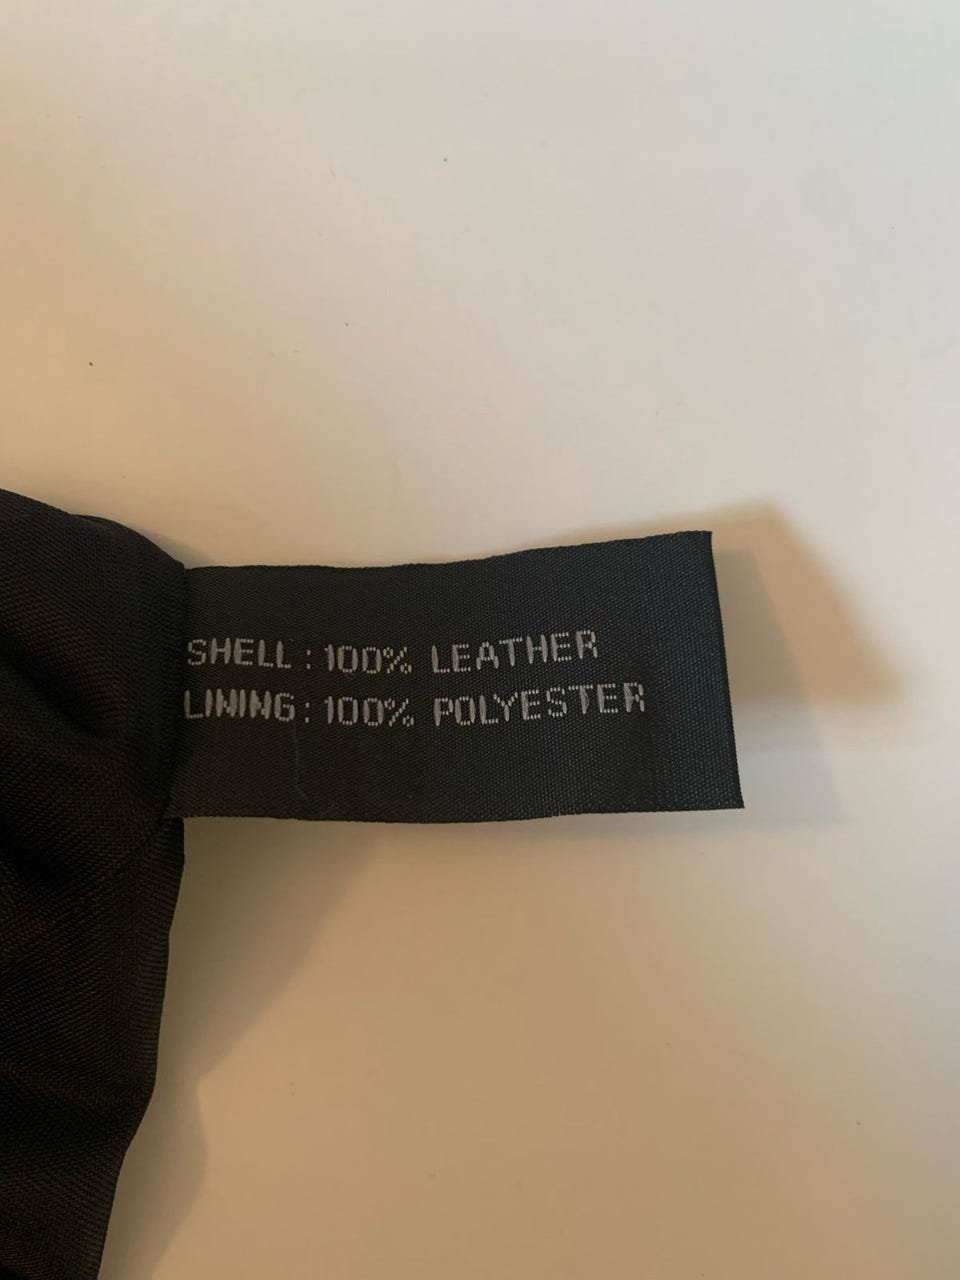 SHELL:100% LEATHER
LINING:100% POLYESTER